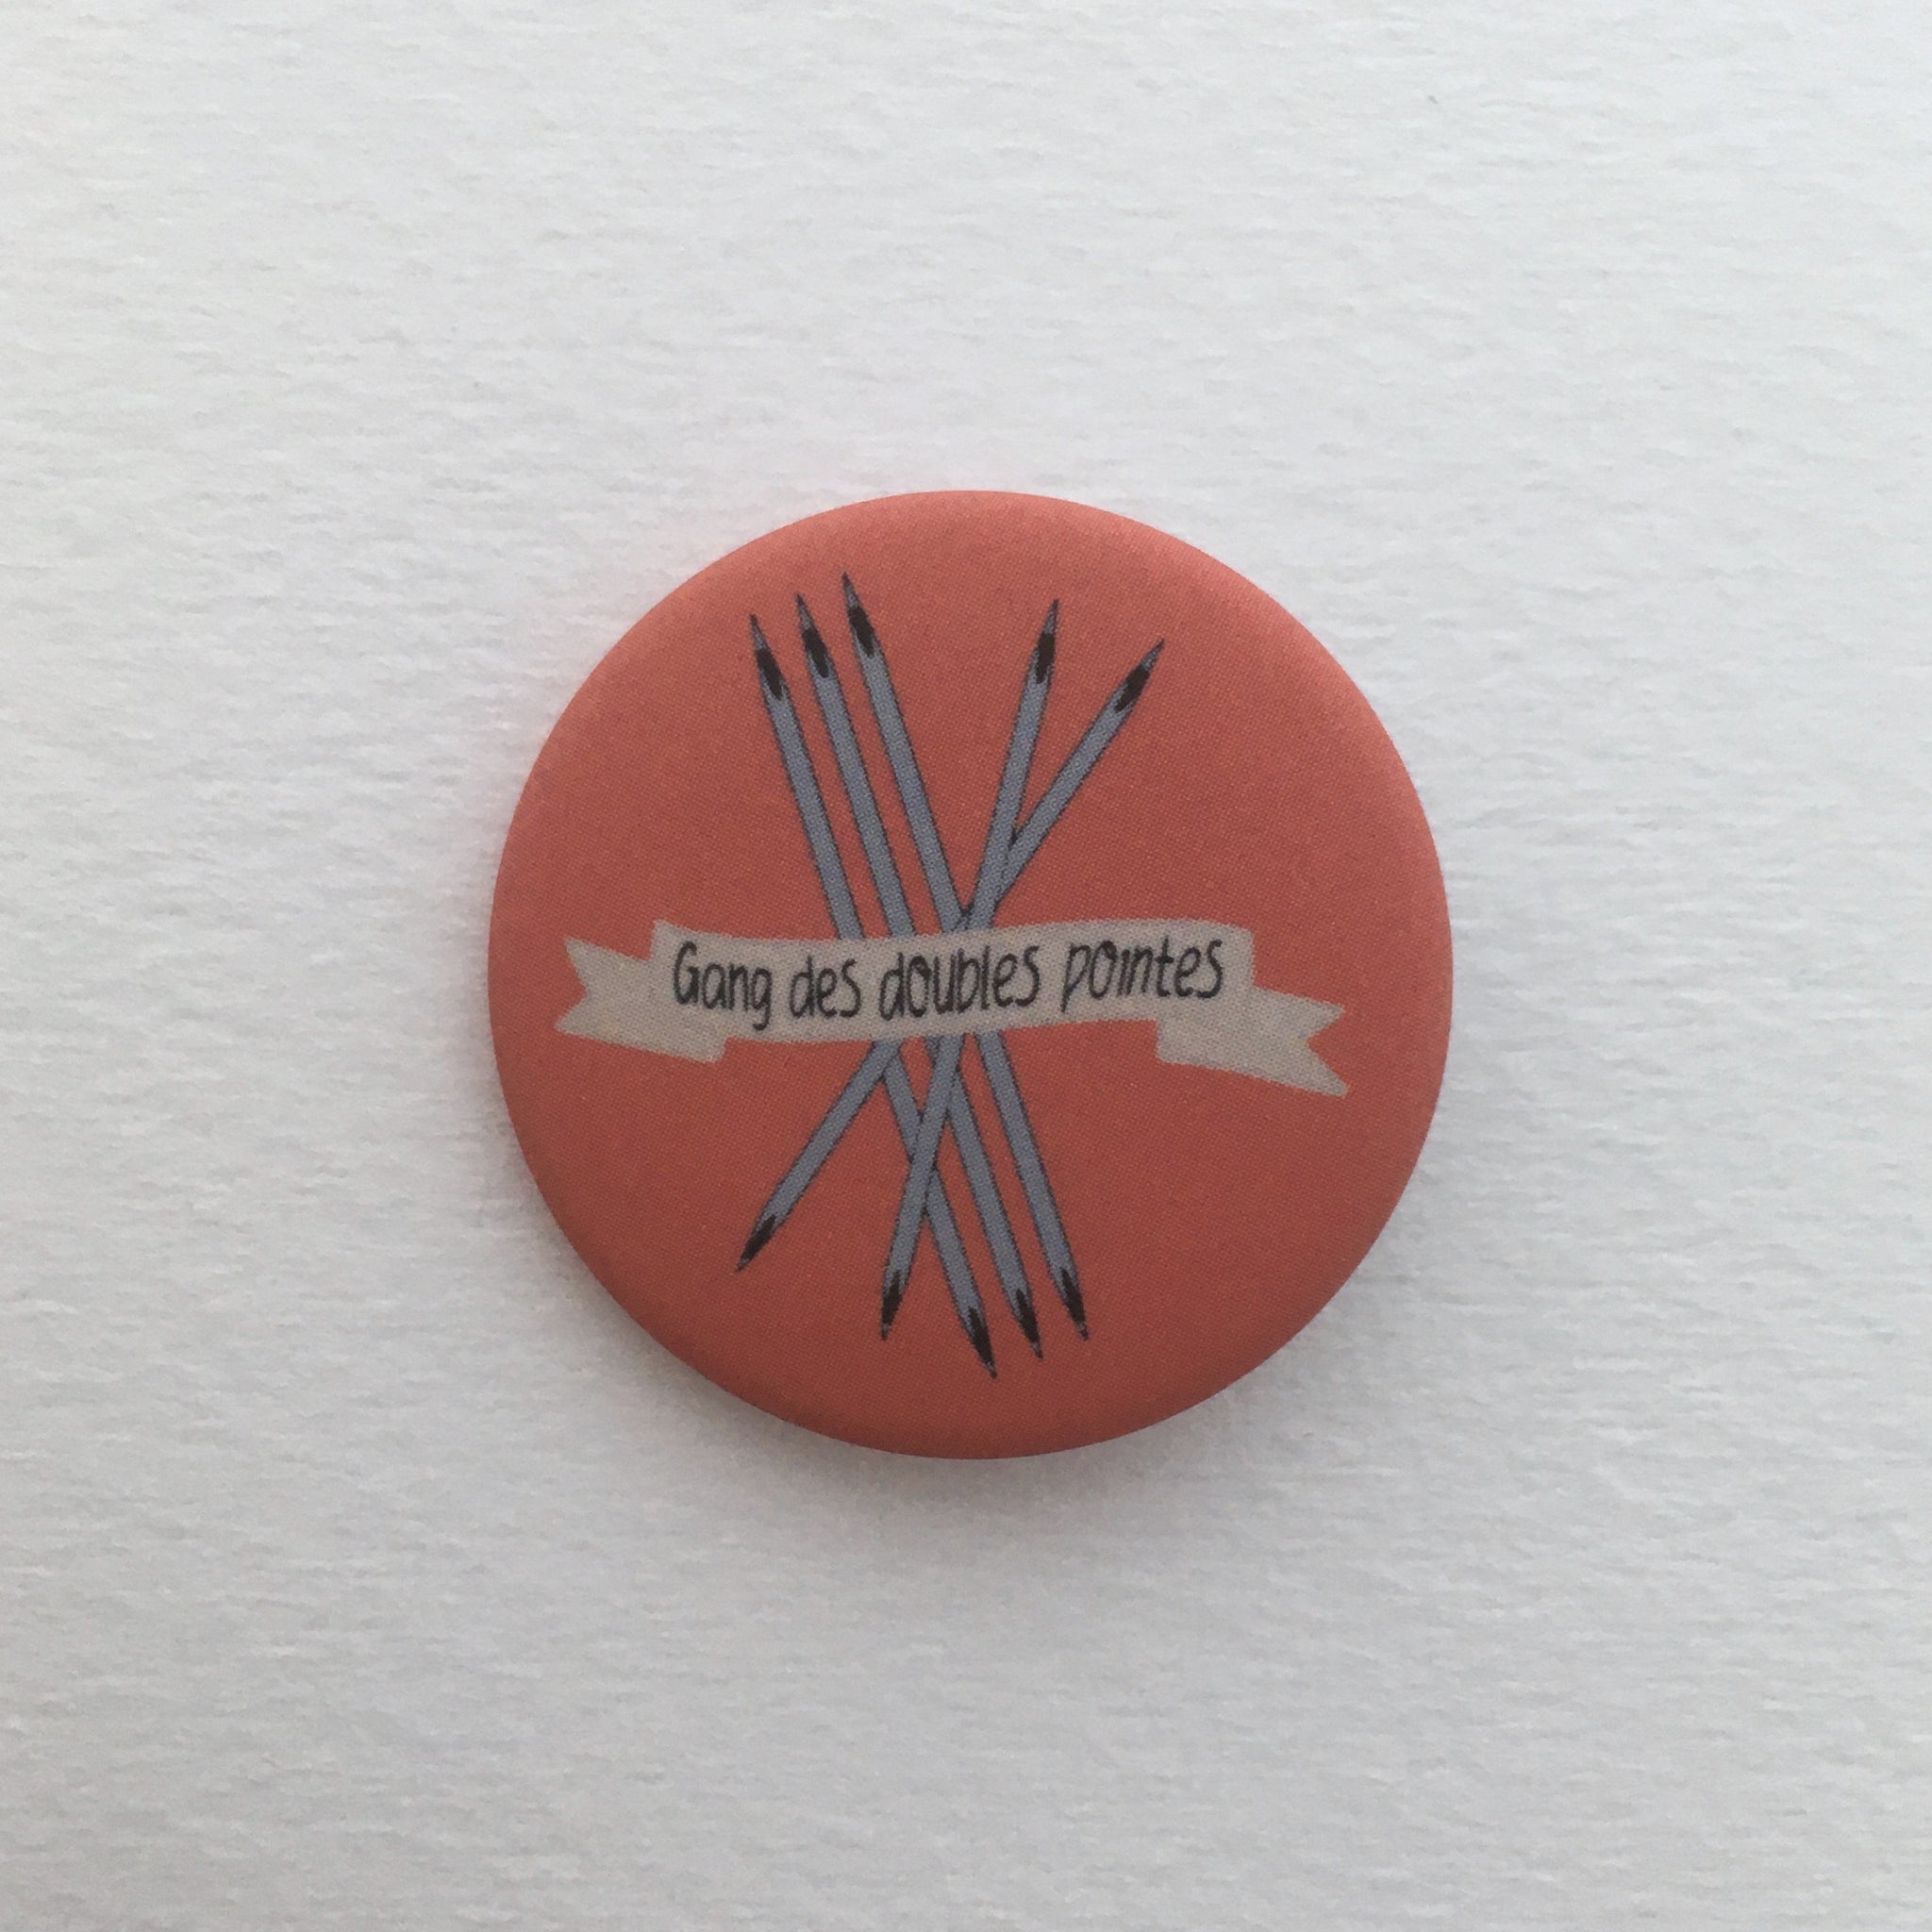 Gang des doubles pointes